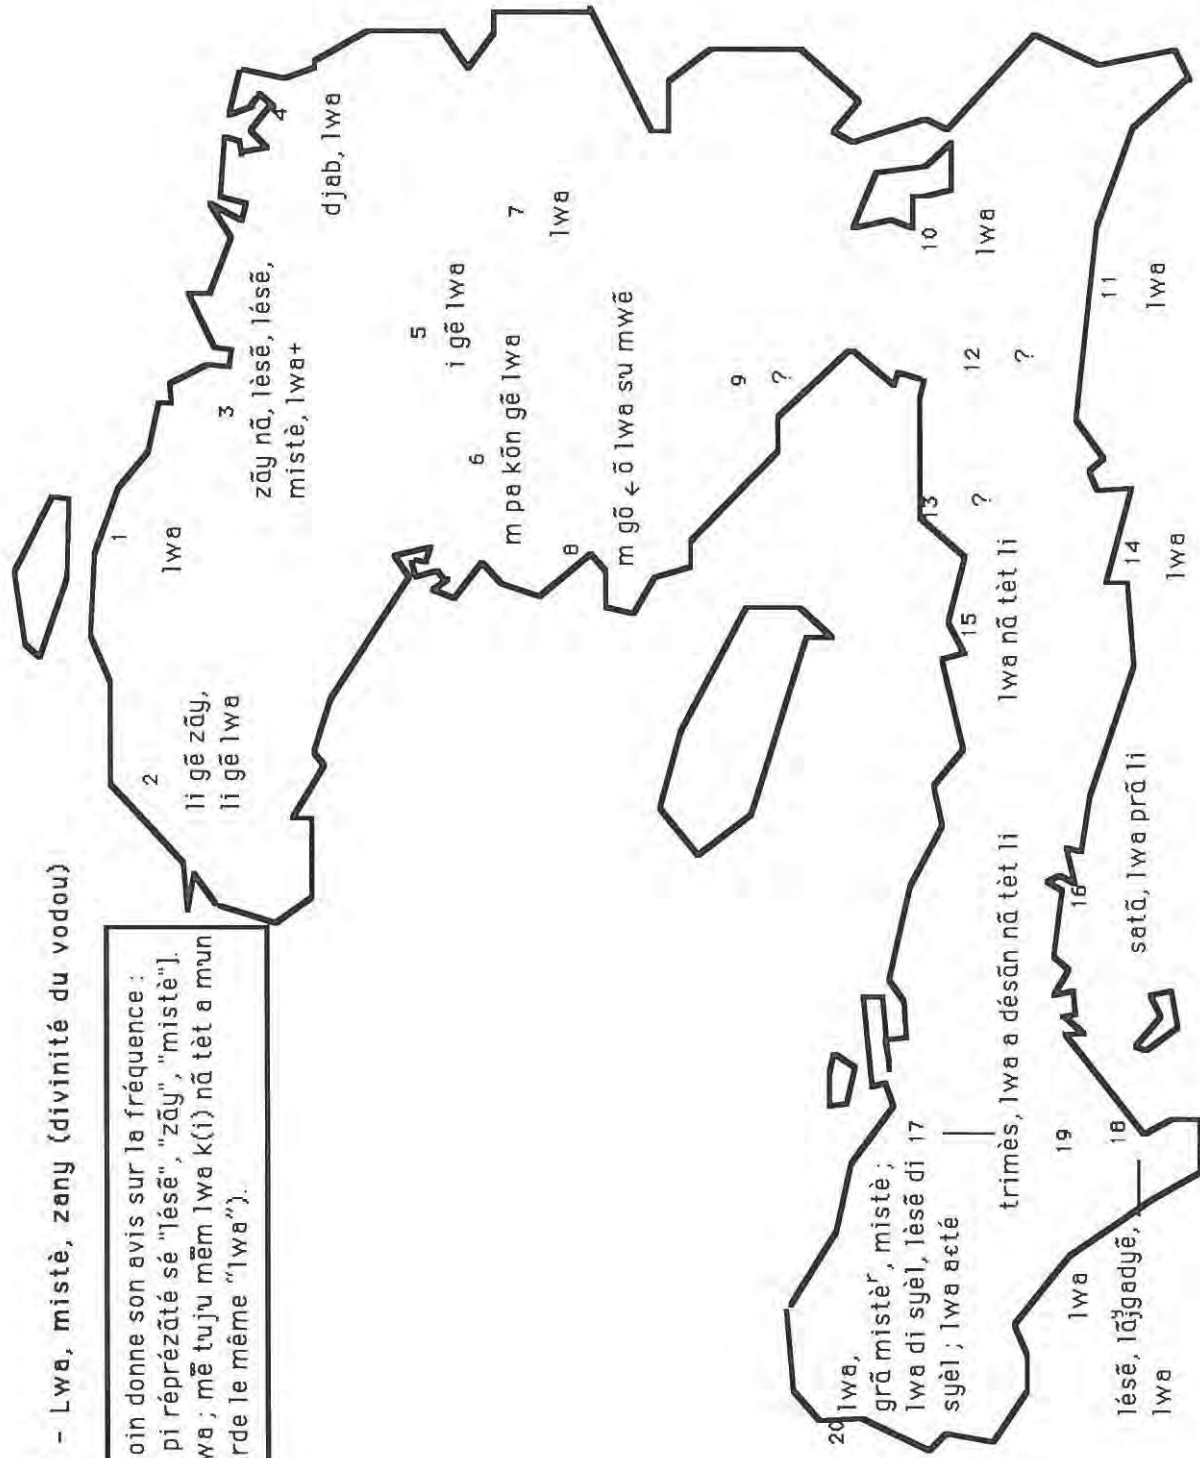 - Lwa, mistè, zany (divinité du vodou)
oin donne son avis sur la fréquence :
pi réprézãté sé "lésẽ", "zãy", "mistè"].
wa ; mẽ tuju mẽm lwa k(i) nã tèt a mun
rde le même "lwa").
1
lwa
2
li gẽ zãy,
li gẽ lwa
3
zãy nã, lèsẽ, lésẽ,
mistè, lwa+
4
djab, lwa
5
i gẽ lwa
6
m pa kõn gẽ lwa
7
lwa
8
m gõ ← õ lwa su mwẽ
9
?
10
lwa
11
lwa
12
?
13
?
14
lwa
15
lwa nã tèt li
16
satã, lwa prã li
17
trimès, lwa a désãn nã tèt li
18
lésẽ, lãjgadyẽ,
lwa
19
lwa
20 lwa,
grã mistèʳ, mistè ;
lwa di syèl, lèsẽ di
syèl ; lwa aɛté